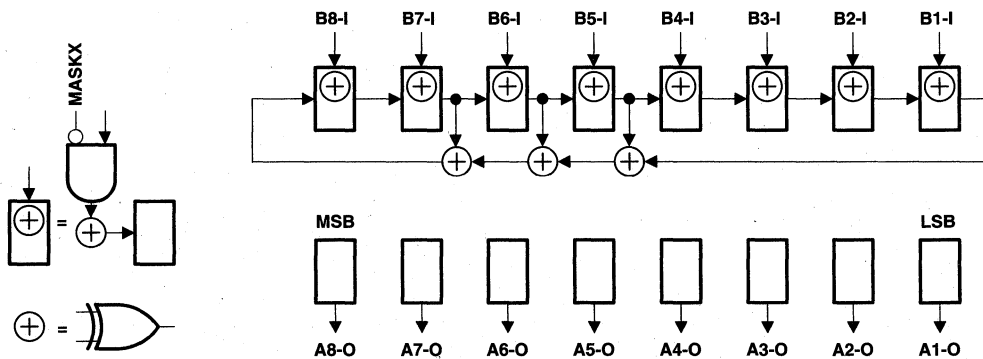 B8-I B7-I B6-I B5-I B4-I B3-I B2-I B1-I
MASKX
=
=
MSB LSB
A8-O A7-O A6-O A5-O A4-O A3-O A2-O A1-O